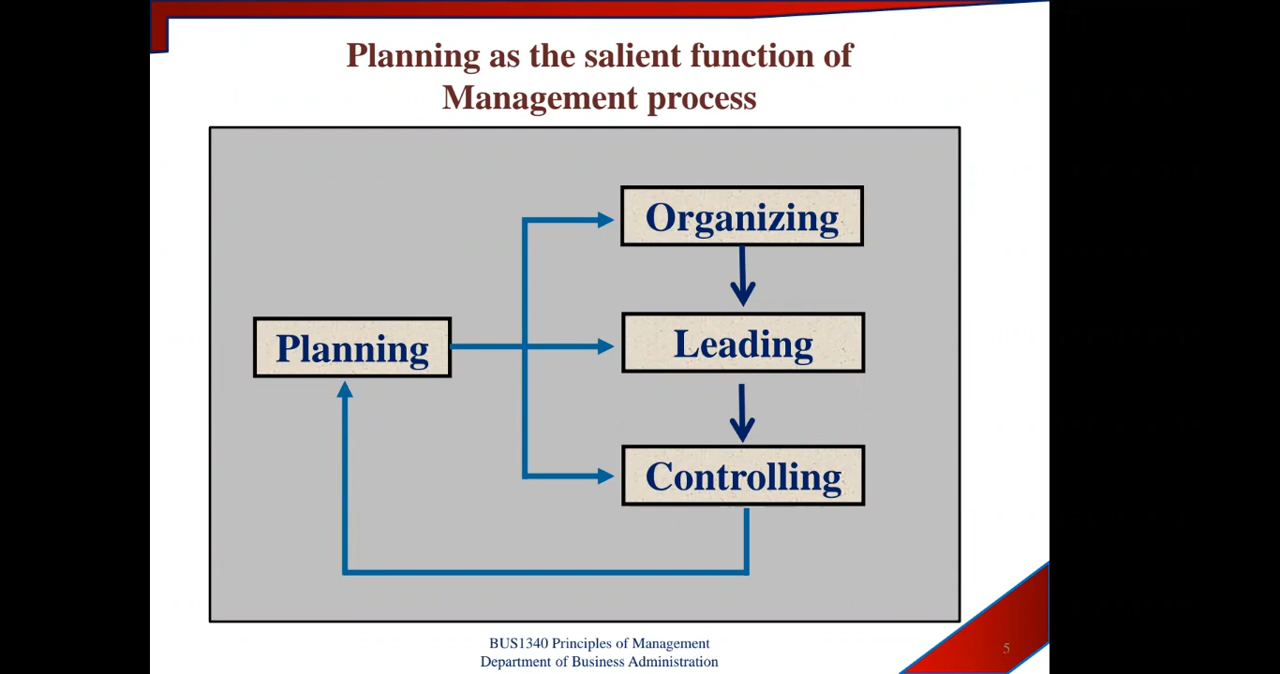 Planning as the salient function of
Management process
Organizing
Leading
Planning
Controlling
BUS1340 Principles of Management
Department of Business Administration
5